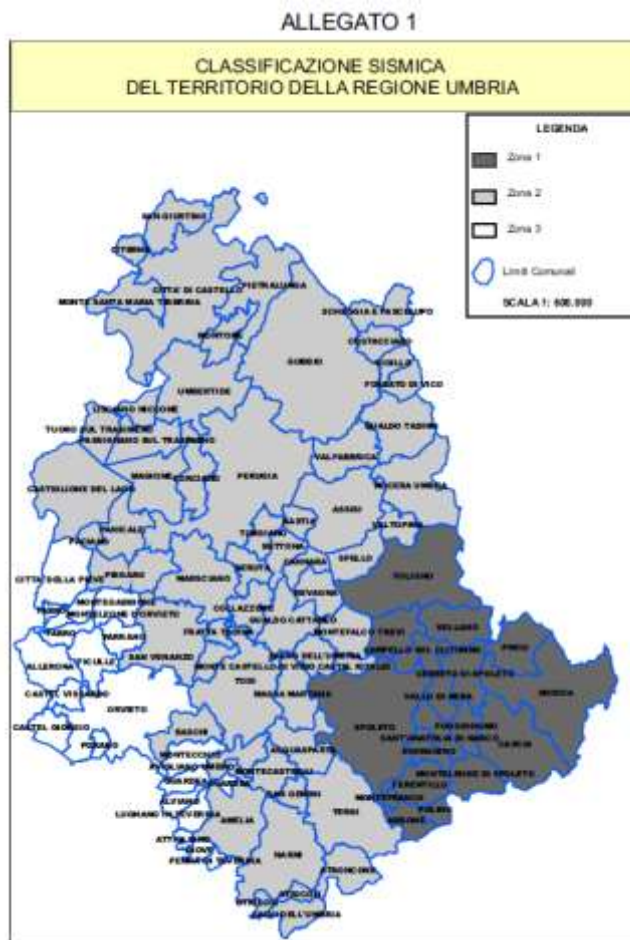 ALLEGATO 1
CLASSIFICAZIONE SISMICA
DEL TERRITORIO DELLA REGIONE UMBRIA
LEGENDA
Zona 1
Zona 2
Zona 3
Limiti Comunali
SCALA 1: 600.000
SAN GIUSTINO
CITERNA
CITTA' DI CASTELLO
PIETRALUNGA
MONTE SANTA MARIA TIBERINA
SCHEGGIA E PASCELUPO
MONTONE
COSTACCIARO
GUBBIO
SIGILLO
UMBERTIDE
FOSSATO DI VICO
LISCIANO NICCONE
TUORO SUL TRASIMENO
GUALDO TADINO
PASSIGNANO SUL TRASIMENO
VALFABBRICA
MAGIONE
CORCIANO
PERUGIA
CASTIGLIONE DEL LAGO
NOCERA UMBRA
ASSISI
BASTIA
VALTOPINA
PANICALE
TORGIANO
PACIANO
BETTONA
SPELLO
CANNARA
CITTA' DELLA PIEVE
PIEGARO
MARSCIANO
DERUTA
FOLIGNO
BEVAGNA
MONTEGABBIONE
COLLAZZONE
MONTELEONE D'ORVIETO
GUALDO CATTANEO
FABRO
PARRANO
FRATTA TODINA
MONTEFALCO
TREVI
SELLANO
CAMPELLO SUL CLITUNNO
PRECI
ALLERONA
FICULLE
SAN VENANZO
GIANO DELL'UMBRIA
MONTE CASTELLO DI VIBIO
CASTEL RITALDI
CERRETO DI SPOLETO
TODI
CASTEL VISCARDO
MASSA MARTANA
VALLO DI NERA
NORCIA
ORVIETO
CASTEL GIORGIO
SPOLETO
POGGIODOMO
BASCHI
SANT'ANATOLIA DI NARCO
PORANO
ACQUASPARTA
SCHEGGINO
CASCIA
MONTECCHIO
AVIGLIANO UMBRO
MONTECASTRILLI
MONTELEONE DI SPOLETO
GUARDEA
FERENTILLO
SAN GEMINI
MONTEFRANCO
ALVIANO
LUGNANO IN TEVERINA
AMELIA
TERNI
POLINO
ARRONE
ATTIGLIANO
GIOVE
PENNA IN TEVERINA
NARNI
STRONCONE
OTRICOLI
CALVI DELL'UMBRIA